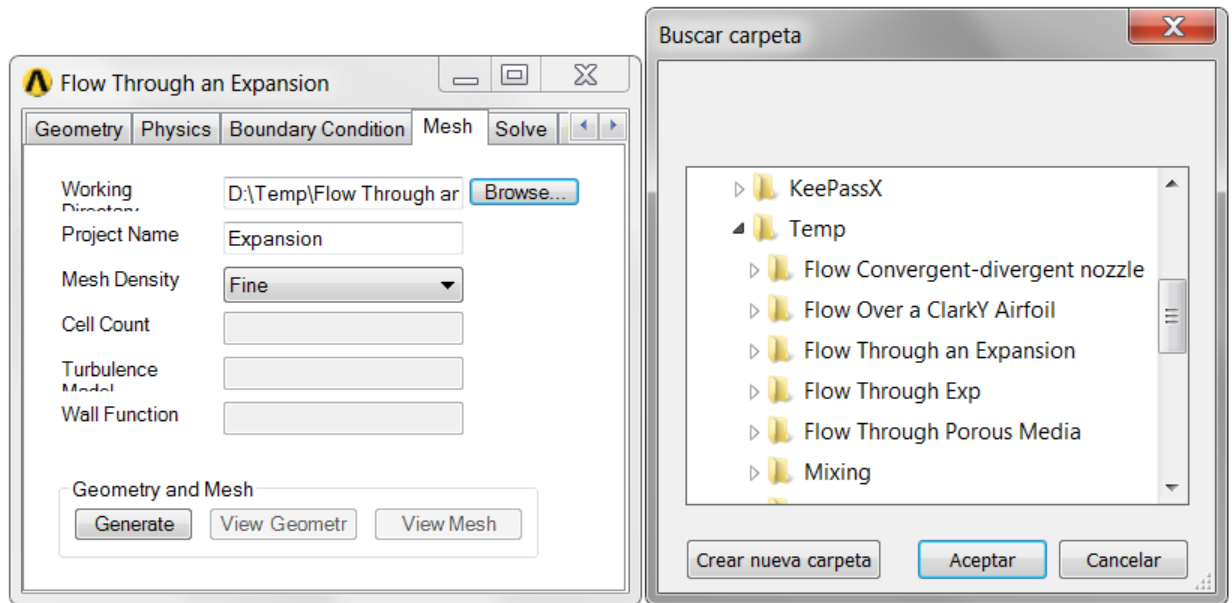 Flow Through an Expansion
Geometry Physics Boundary Condition Mesh Solve
Working
Directory
D:\Temp\Flow Through ar
Browse...
Project Name
Expansion
Mesh Density
Fine
Cell Count
Turbulence
Model
Wall Function
Geometry and Mesh
Generate View Geometr View Mesh
Buscar carpeta
KeePassX
Temp
Flow Convergent-divergent nozzle
Flow Over a ClarkY Airfoil
Flow Through an Expansion
Flow Through Exp
Flow Through Porous Media
Mixing
Crear nueva carpeta Aceptar Cancelar